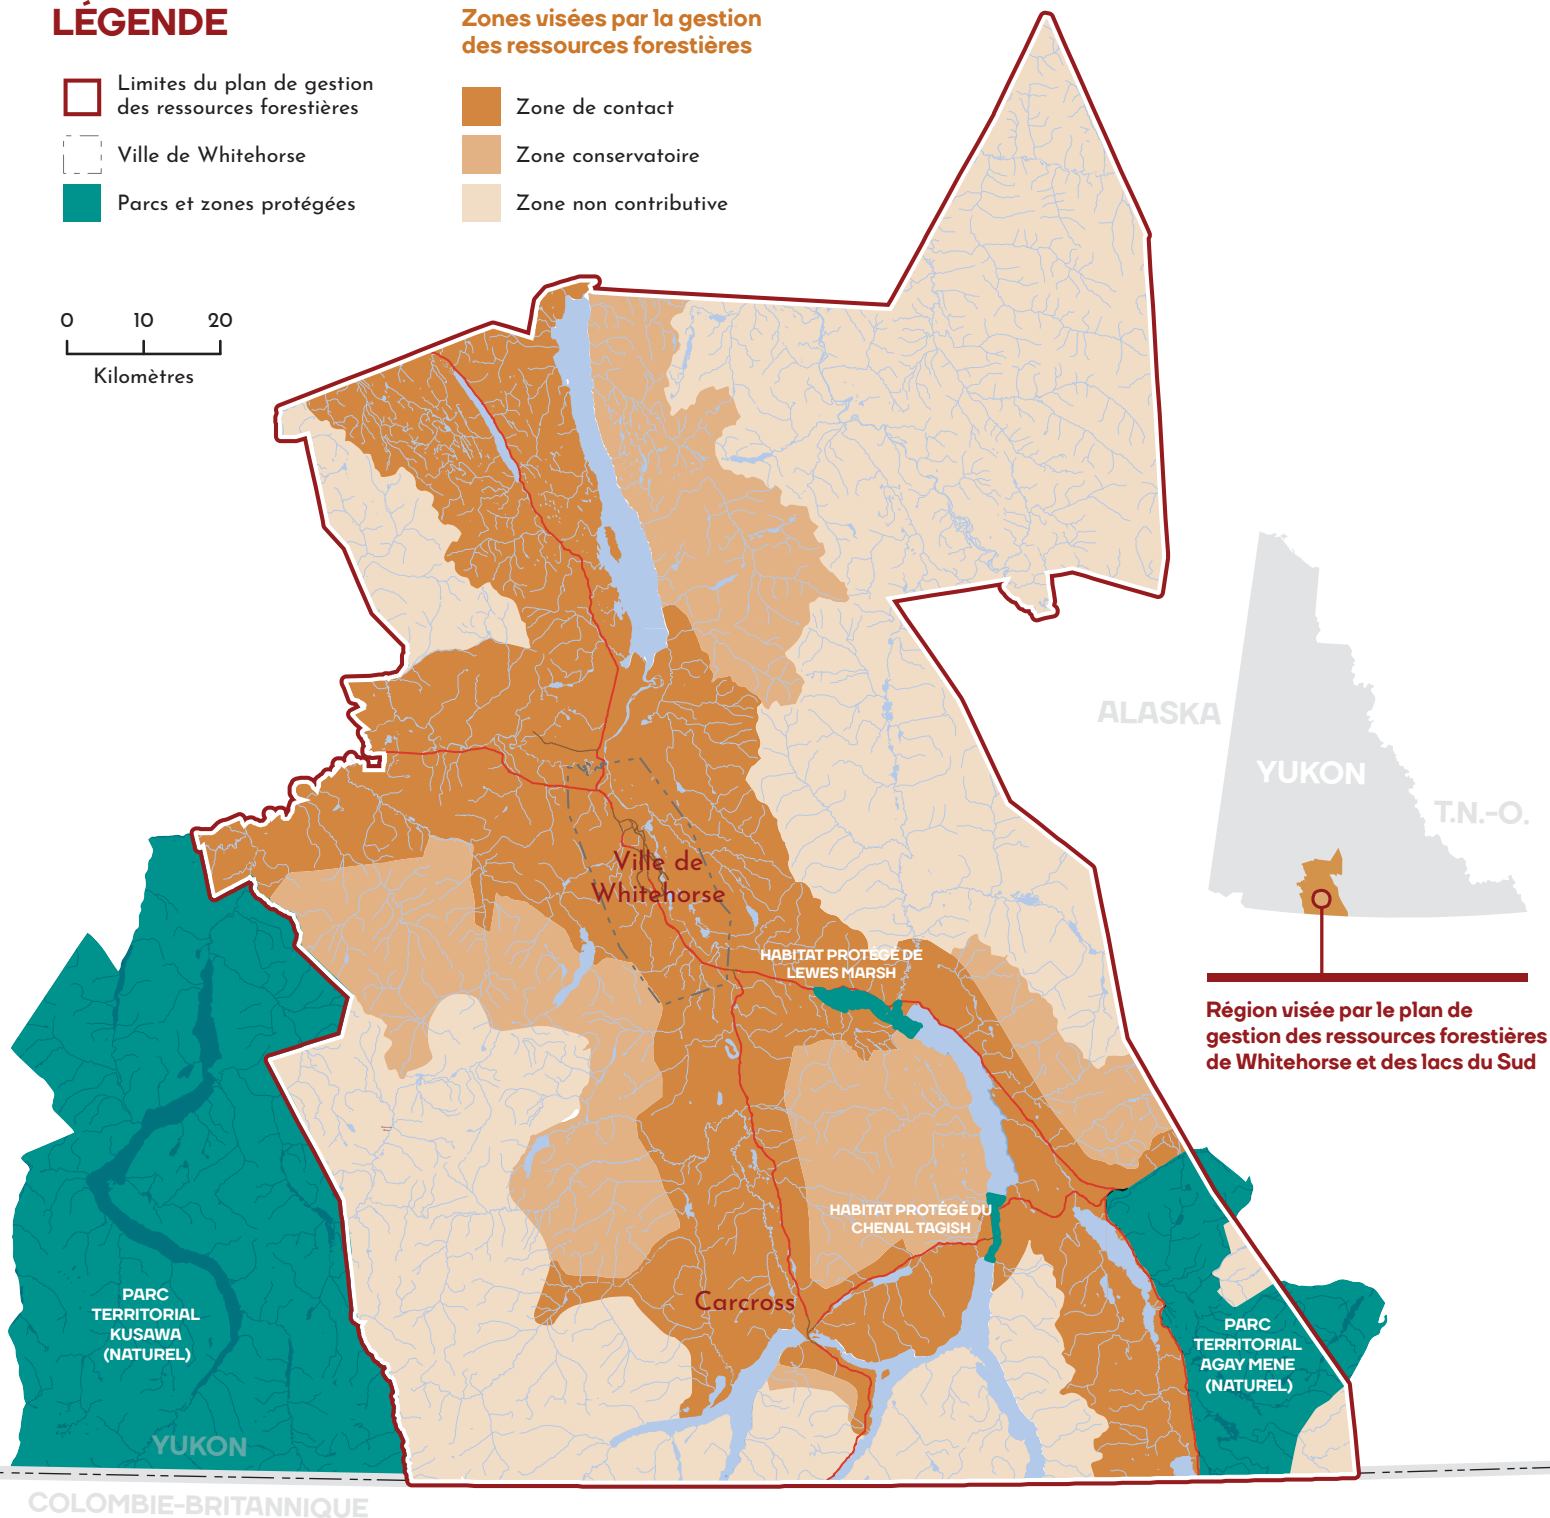 LÉGENDE
Limites du plan de gestion
des ressources forestières
Ville de Whitehorse
Parcs et zones protégées
Zones visées par la gestion
des ressources forestières
Zone de contact
Zone conservatoire
Zone non contributive
0 10 20
Kilomètres
ALASKA
YUKON
T.N.-O.
Région visée par le plan de
gestion des ressources forestières
de Whitehorse et des lacs du Sud
Ville de
Whitehorse
HABITAT PROTÉGÉ DE
LEWES MARSH
HABITAT PROTÉGÉ DU
CHENAL TAGISH
Carcross
PARC
TERRITORIAL
KUSAWA
(NATUREL)
PARC
TERRITORIAL
AGAY MENE
(NATUREL)
YUKON
COLOMBIE-BRITANNIQUE